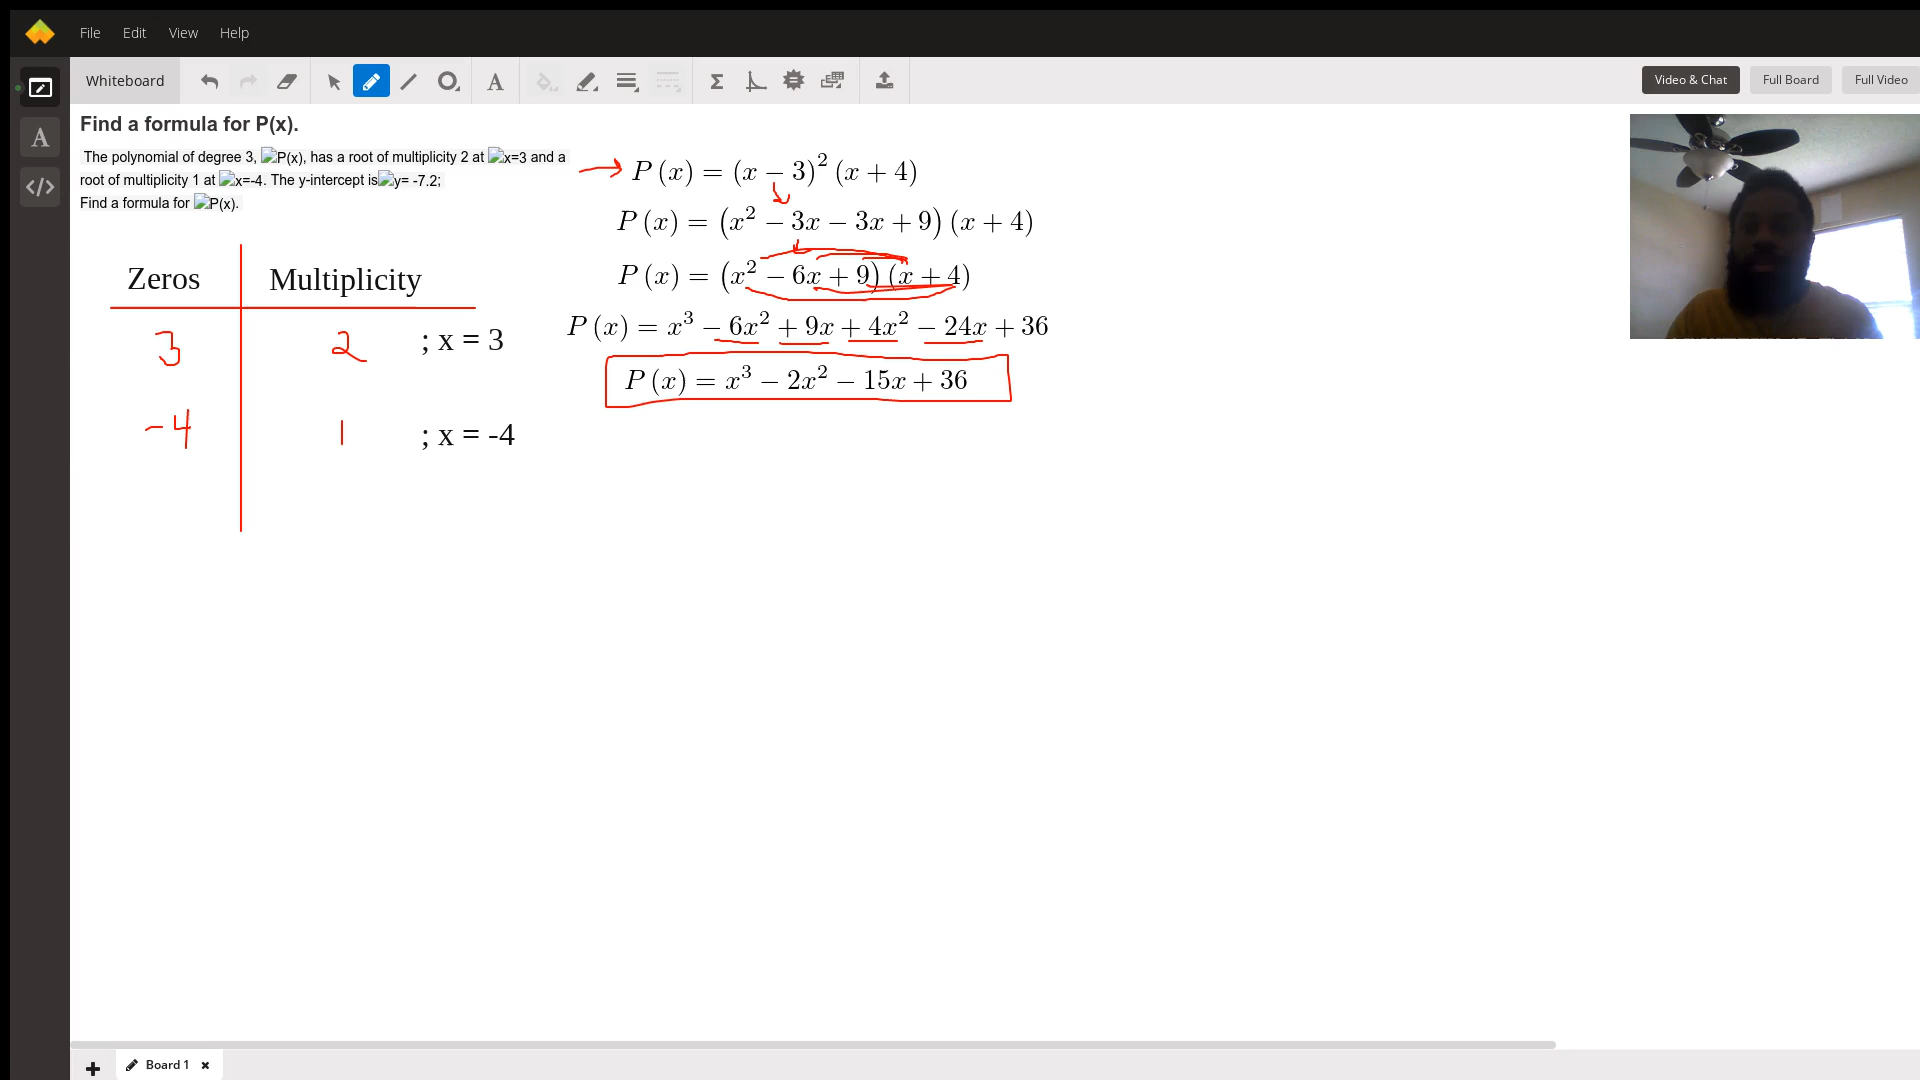 File Edit View Help
Whiteboard A Σ Video & Chat Full Board Full Video
A
Find a formula for P(x).
The polynomial of degree 3, P(x), has a root of multiplicity 2 at x=3 and a
root of multiplicity 1 at x=-4. The y-intercept is y= -7.2;
Find a formula for P(x).
Zeros Multiplicity
3 2 ; x = 3
-4 1 ; x = -4
P(x) = (x − 3)² (x + 4)
P(x) = (x² − 3x − 3x + 9) (x + 4)
P(x) = (x² − 6x + 9) (x + 4)
P(x) = x³ − 6x² + 9x + 4x² − 24x + 36
P(x) = x³ − 2x² − 15x + 36
Board 1